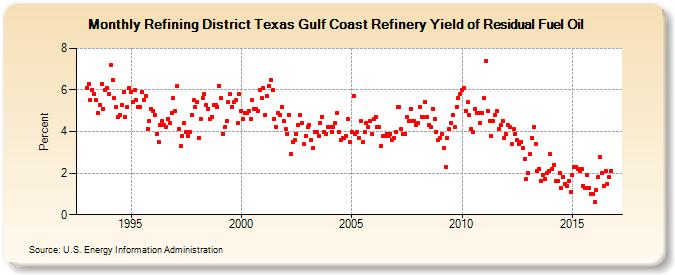 Monthly Refining District Texas Gulf Coast Refinery Yield of Residual Fuel Oil
Percent
8
6
4
2
0
1995 2000 2005 2010 2015
Source: U.S. Energy Information Administration